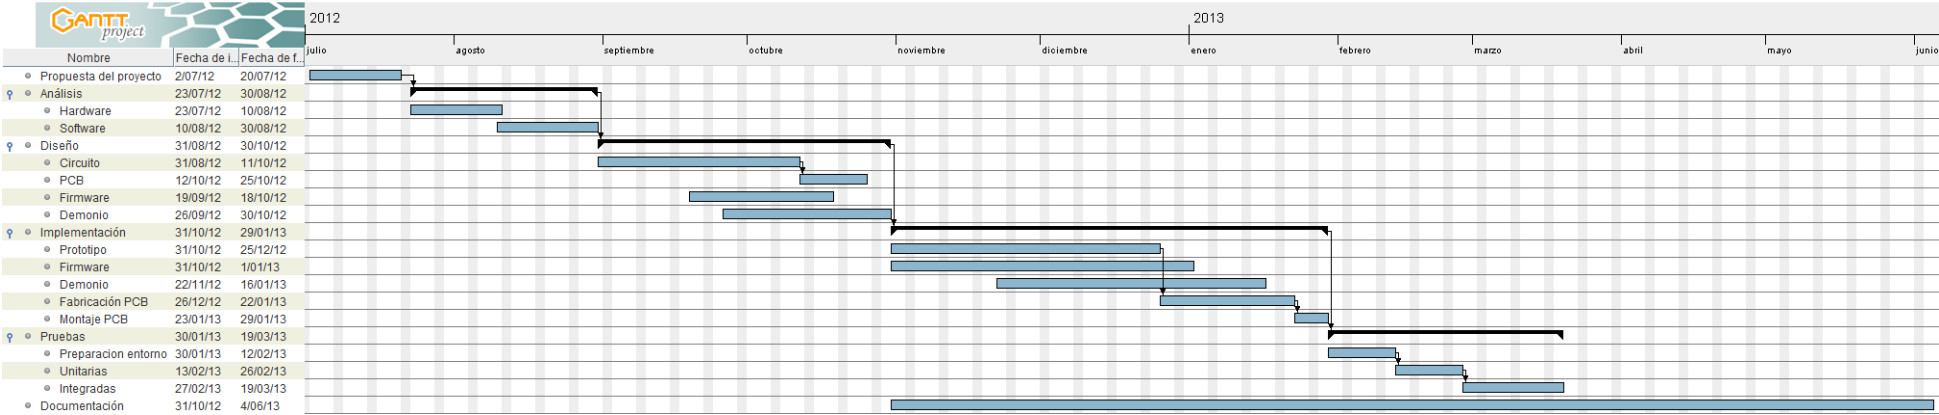 GANTT project
2012 2013
julio agosto septiembre octubre noviembre diciembre enero febrero marzo abril mayo junio
Nombre Fecha de i... Fecha de f...
Propuesta del proyecto 2/07/12 20/07/12
Análisis 23/07/12 30/08/12
Hardware 23/07/12 10/08/12
Software 10/08/12 30/08/12
Diseño 31/08/12 30/10/12
Circuito 31/08/12 11/10/12
PCB 12/10/12 25/10/12
Firmware 19/09/12 18/10/12
Demonio 26/09/12 30/10/12
Implementación 31/10/12 29/01/13
Prototipo 31/10/12 25/12/12
Firmware 31/10/12 1/01/13
Demonio 22/11/12 16/01/13
Fabricación PCB 26/12/12 22/01/13
Montaje PCB 23/01/13 29/01/13
Pruebas 30/01/13 19/03/13
Preparacion entorno 30/01/13 12/02/13
Unitarias 13/02/13 26/02/13
Integradas 27/02/13 19/03/13
Documentación 31/10/12 4/06/13